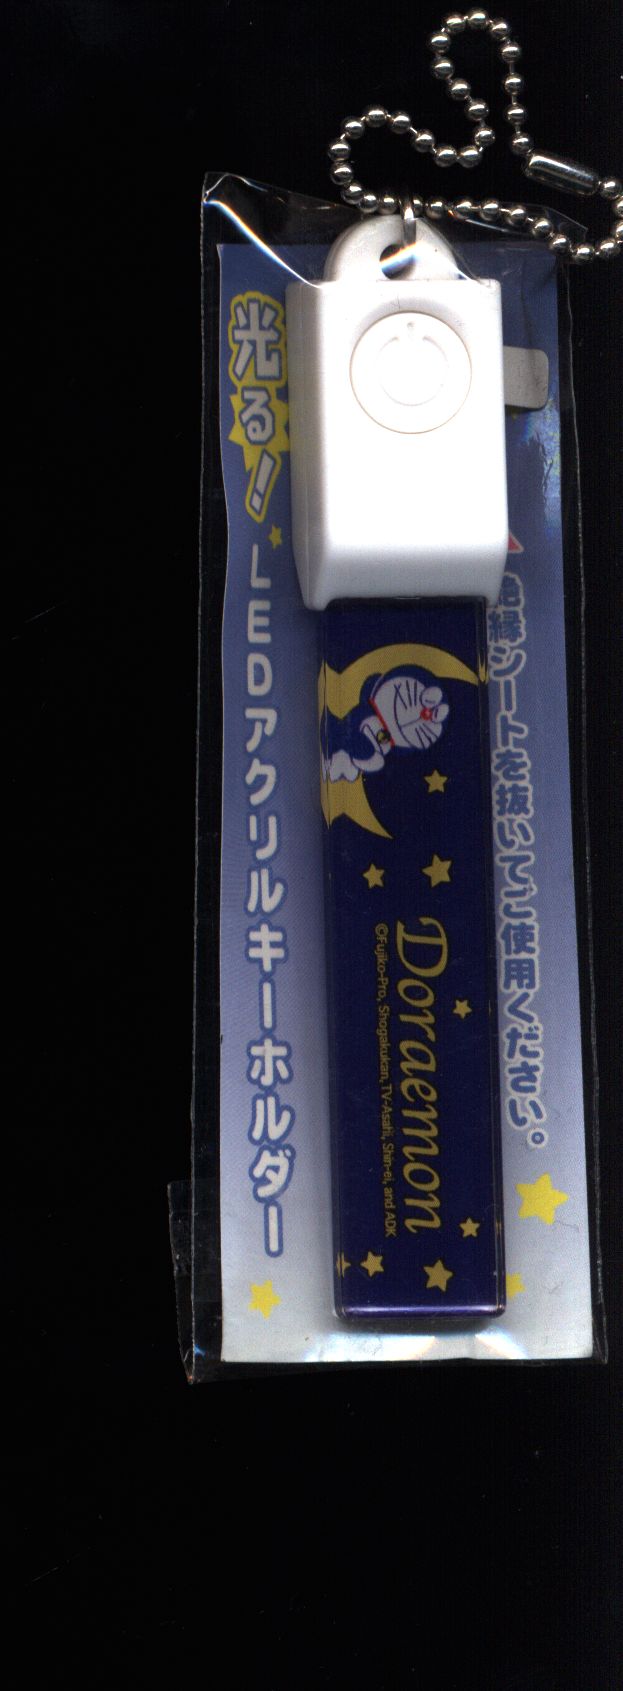 光る!
LEDアクリルキーホルダー
絶縁シートを抜いてご使用ください。
Doraemon
©Fujiko-Pro, Shogakukan, TV-Asahi, Shin-ei, and ADK